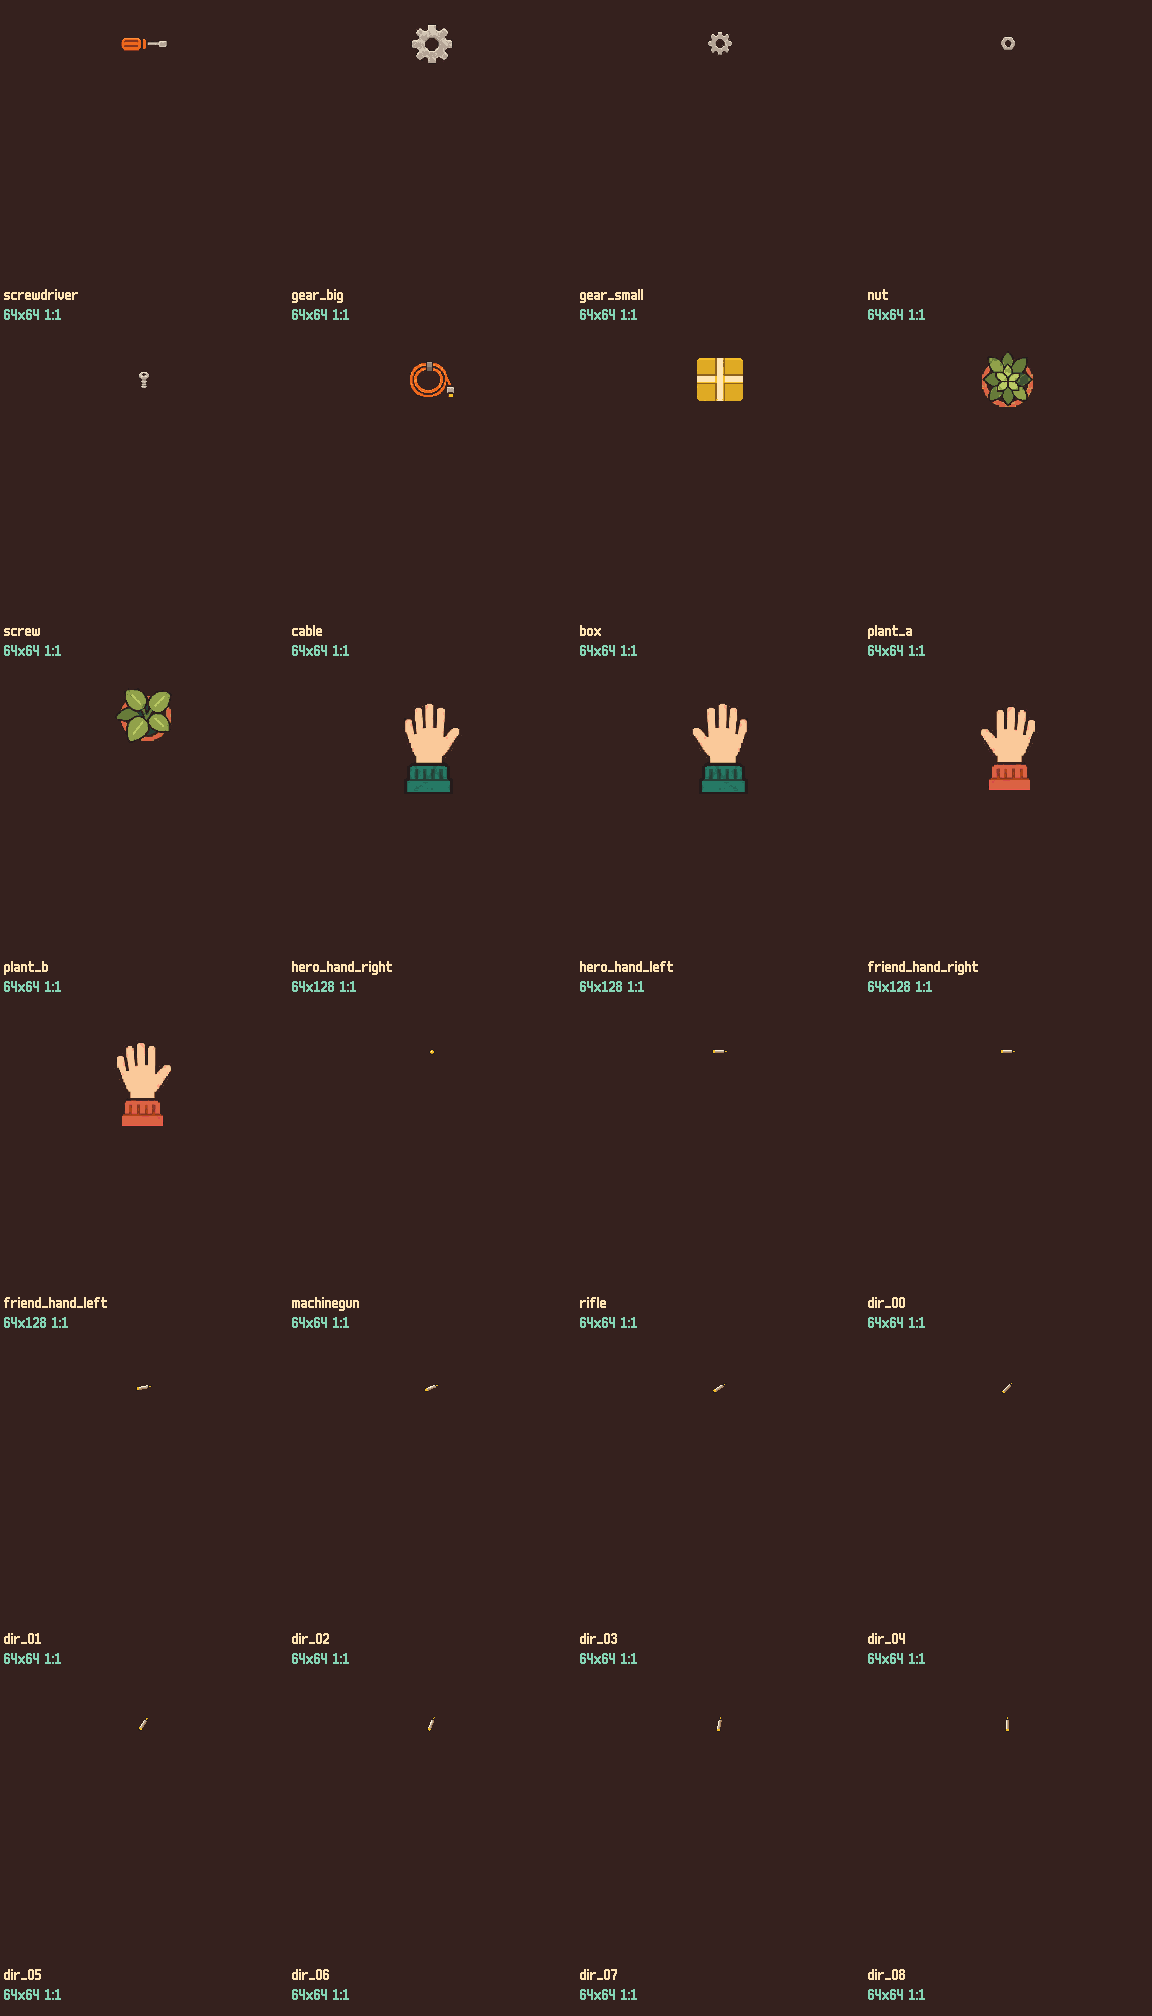 screwdriver
64x64 1:1
gear_big
64x64 1:1
gear_small
64x64 1:1
nut
64x64 1:1
screw
64x64 1:1
cable
64x64 1:1
box
64x64 1:1
plant_a
64x64 1:1
plant_b
64x64 1:1
hero_hand_right
64x128 1:1
hero_hand_left
64x128 1:1
friend_hand_right
64x128 1:1
friend_hand_left
64x128 1:1
machinegun
64x64 1:1
rifle
64x64 1:1
dir_00
64x64 1:1
dir_01
64x64 1:1
dir_02
64x64 1:1
dir_03
64x64 1:1
dir_04
64x64 1:1
dir_05
64x64 1:1
dir_06
64x64 1:1
dir_07
64x64 1:1
dir_08
64x64 1:1